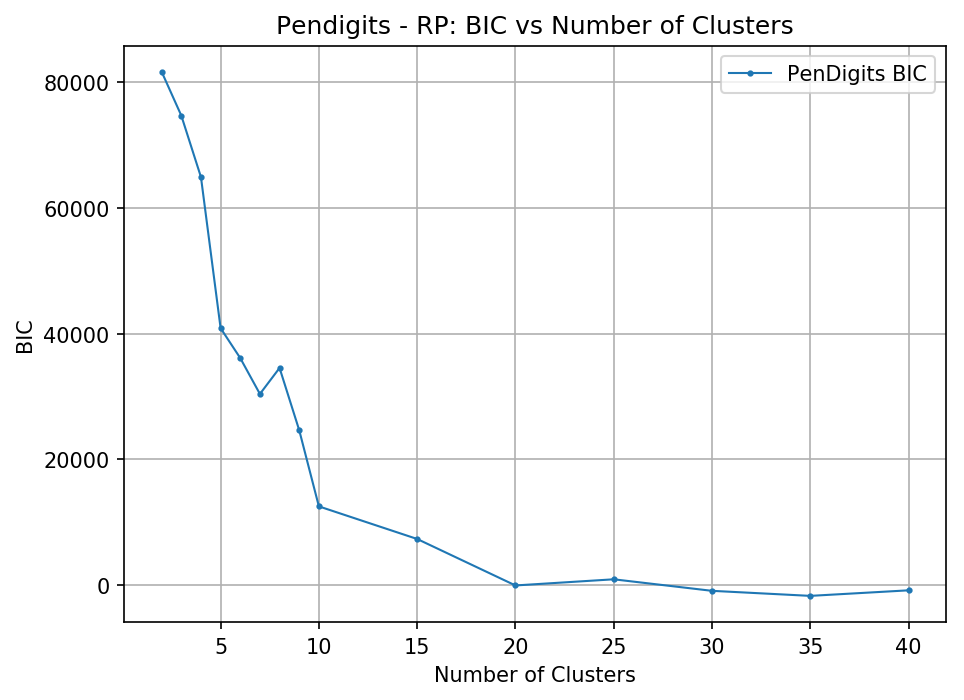 Pendigits - RP: BIC vs Number of Clusters
PenDigits BIC
BIC
80000
60000
40000
20000
0
5 10 15 20 25 30 35 40
Number of Clusters